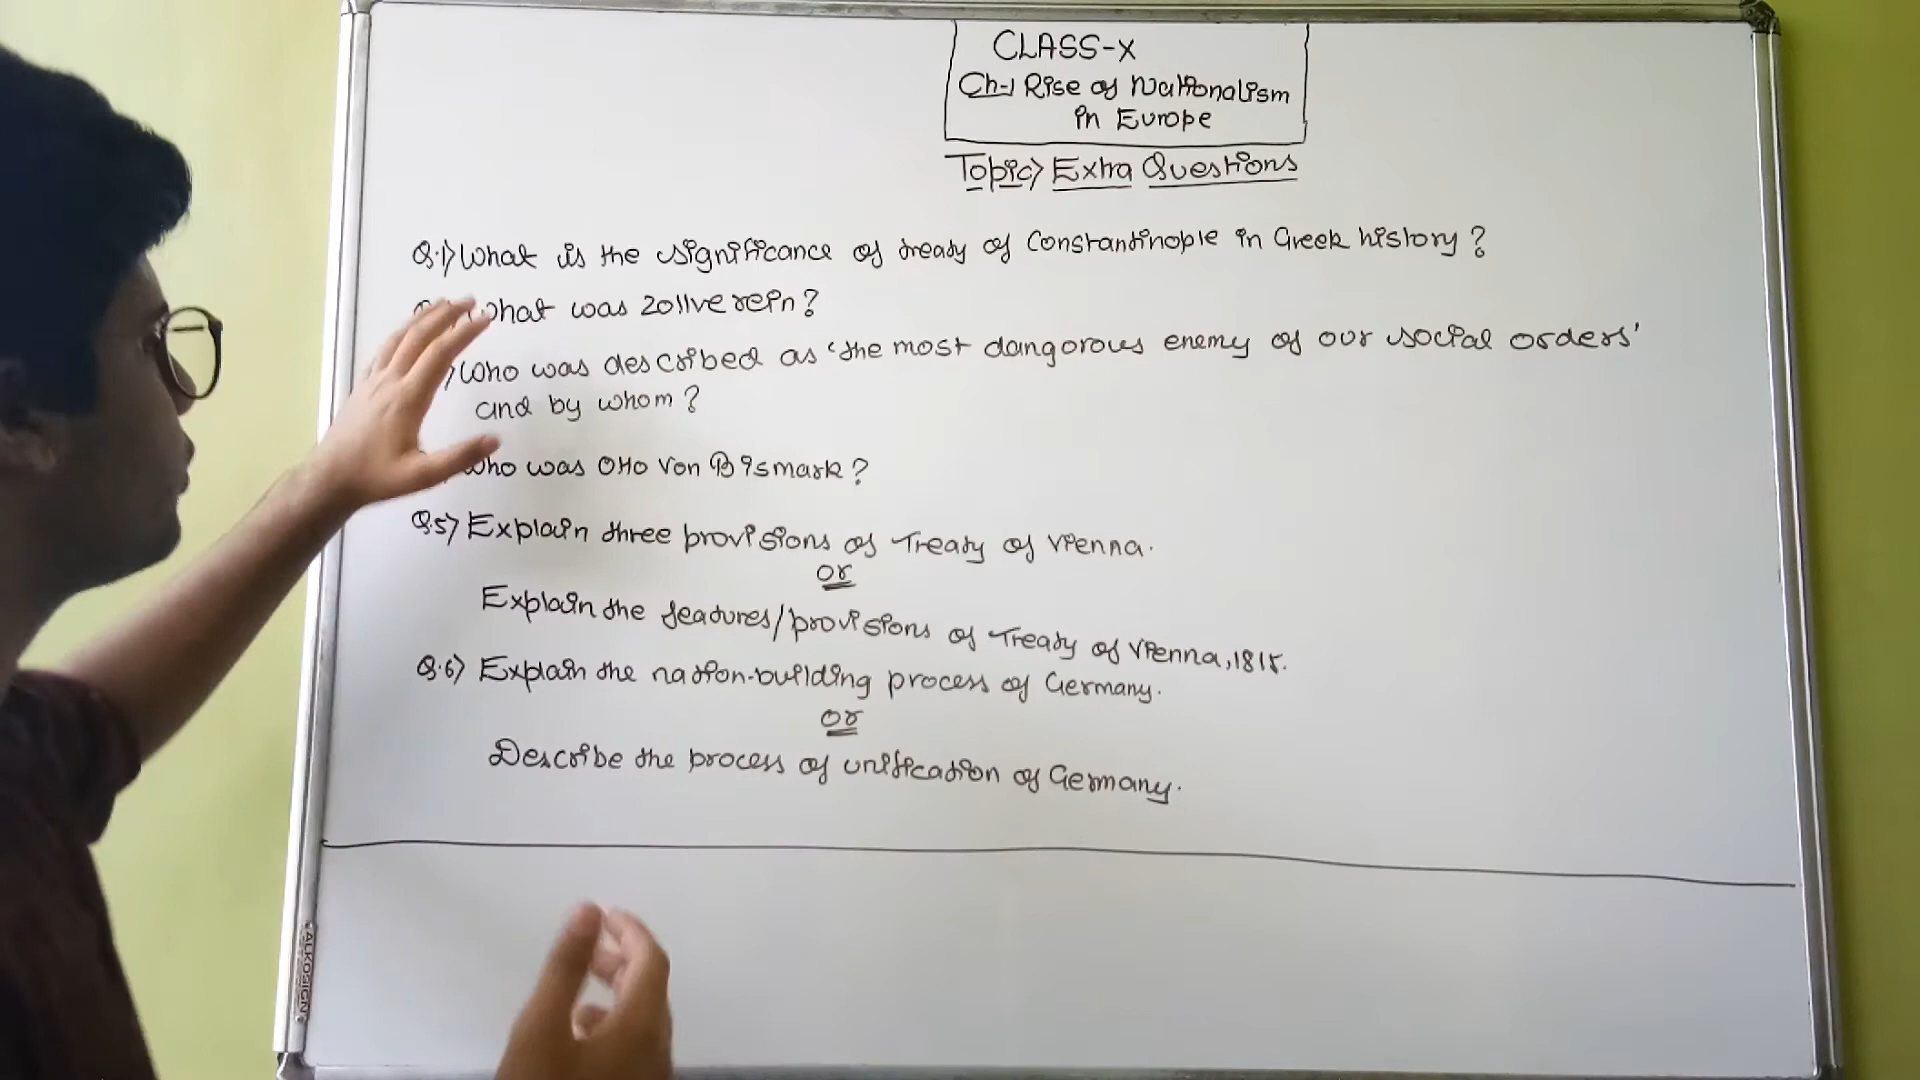 CLASS-X
Ch-1 Rise of Nationalism
in Europe
Topic> Extra Questions
Q.1) What is the significance of treaty of Constantinople in Greek history?
What was zollverein?
Who was described as 'the most dangorous enemy of our social orders'
and by whom?
Who was Otto Von Bismark?
Q.5) Explain three provisions of Treaty of Vienna.
or
Explain the features/provisions of Treaty of Vienna, 1815.
Q.6) Explain the nation-building process of Germany.
or
Describe the process of unification of Germany.
ALKOSIGN